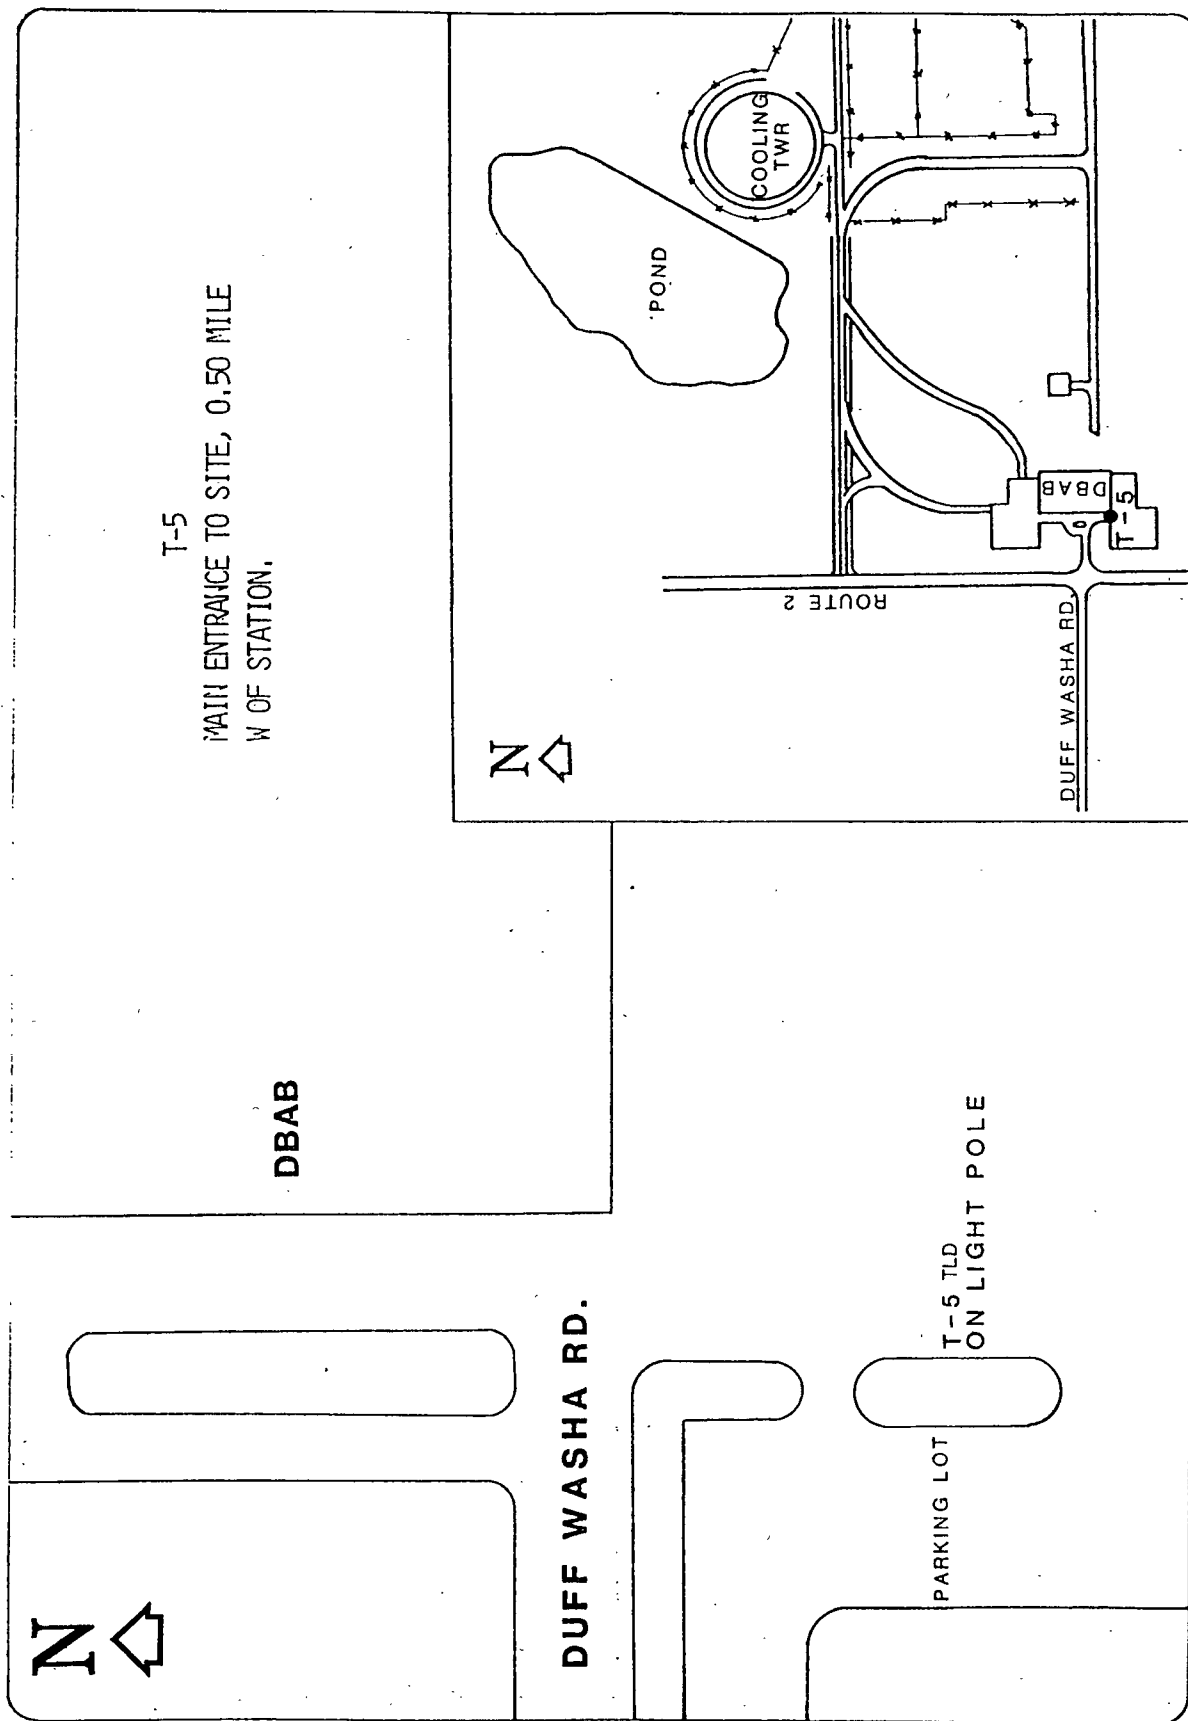 T-5
MAIN ENTRANCE TO SITE, 0.50 MILE
W OF STATION.
N
DBAB
DUFF WASHA RD.
T-5 TLD
ON LIGHT POLE
PARKING LOT
N
POND
COOLING
TWR
ROUTE 2
DBAB
T-5
DUFF WASHA RD.